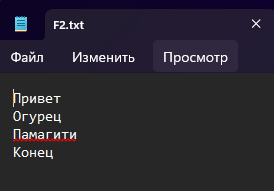 F2.txt
Файл Изменить Просмотр
Привет
Огурец
Памагити
Конец